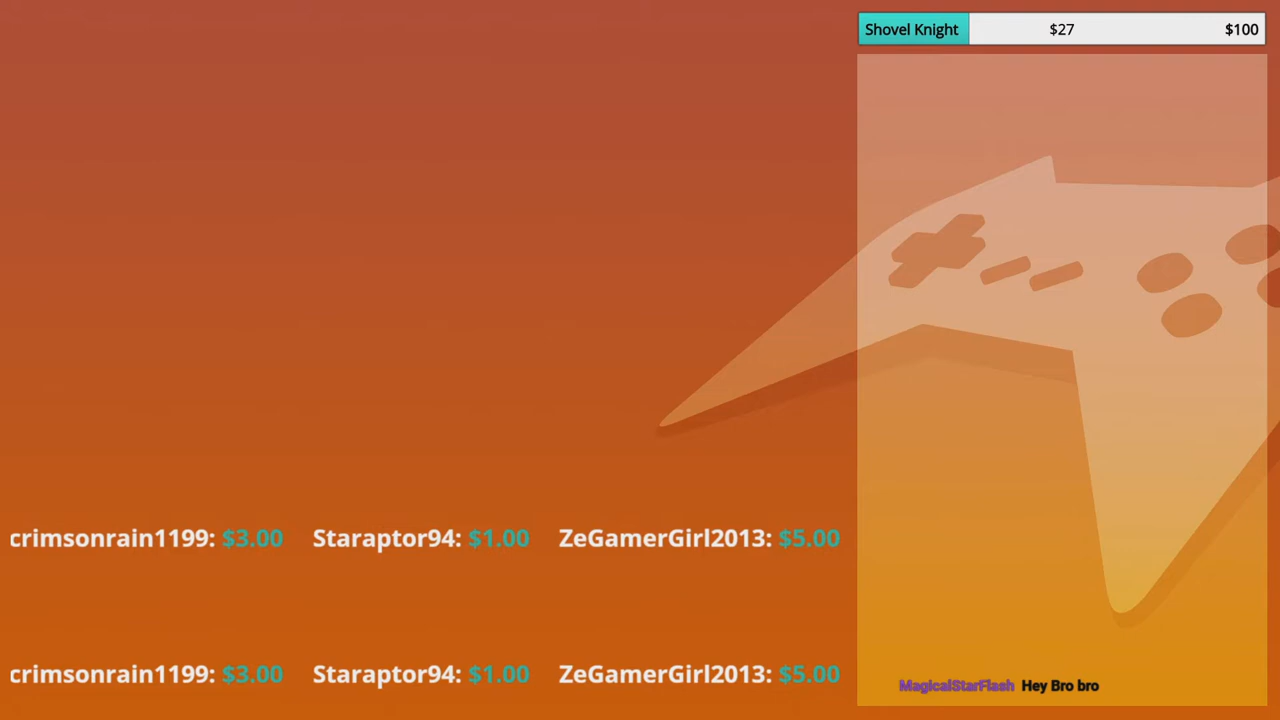 Shovel Knight $27 $100
crimsonrain1199: $3.00 Staraptor94: $1.00 ZeGamerGirl2013: $5.00
crimsonrain1199: $3.00 Staraptor94: $1.00 ZeGamerGirl2013: $5.00
MagicalStarFlash Hey Bro bro